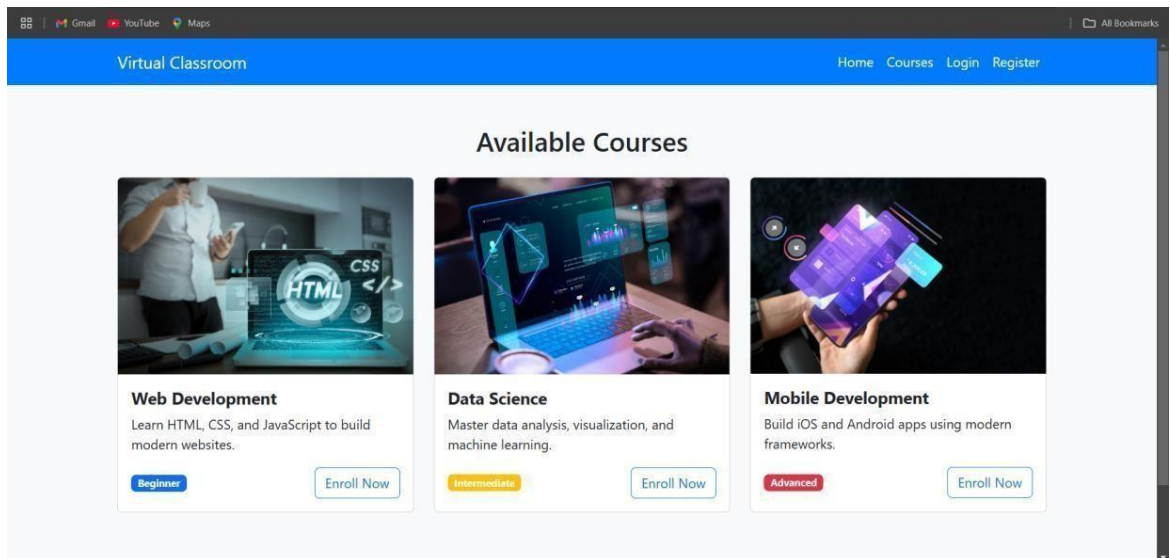 Gmail YouTube Maps All Bookmarks
Virtual Classroom Home Courses Login Register
Available Courses
HTML
CSS
</>
Web Development
Learn HTML, CSS, and JavaScript to build
modern websites.
Beginner Enroll Now
Data Science
Master data analysis, visualization, and
machine learning.
Intermediate Enroll Now
Mobile Development
Build iOS and Android apps using modern
frameworks.
Advanced Enroll Now